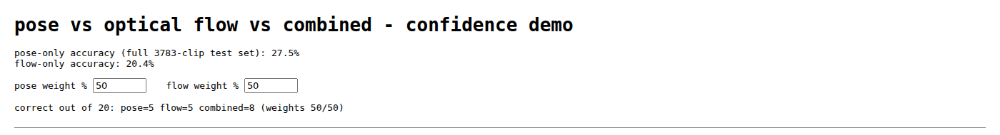 pose vs optical flow vs combined - confidence demo
pose-only accuracy (full 3783-clip test set): 27.5%
flow-only accuracy: 20.4%
pose weight % 50 flow weight % 50
correct out of 20: pose=5 flow=5 combined=8 (weights 50/50)